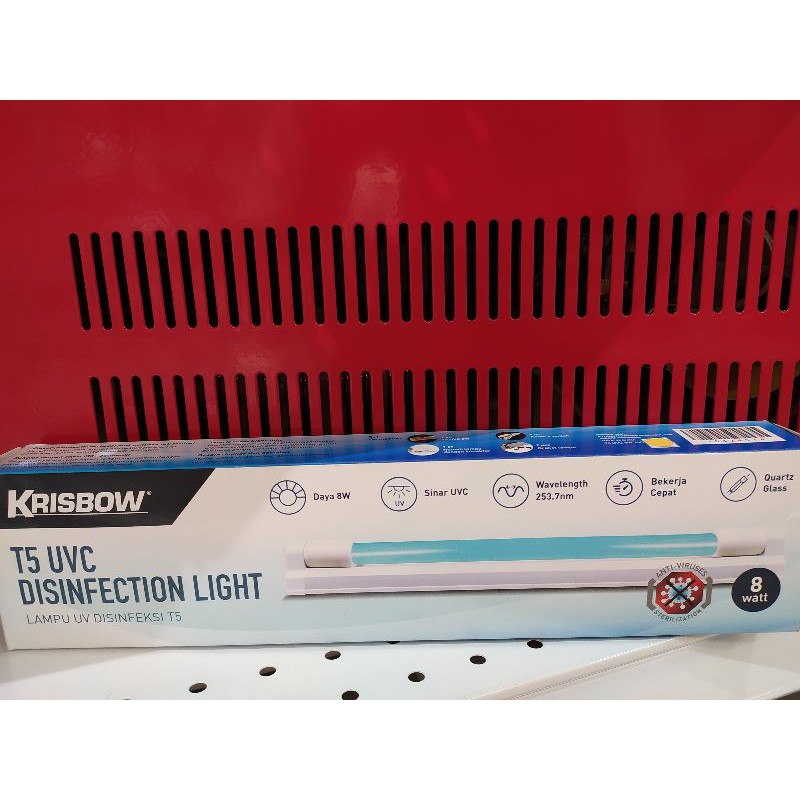 KRISBOW
Daya 8W
UV
Sinar UVC
Wavelength
253.7nm
Bekerja
Cepat
Quartz
Glass
T5 UVC
DISINFECTION LIGHT
LAMPU UV DISINFEKSI T5
ANTI-VIRUSES
STERILIZATION
8
watt